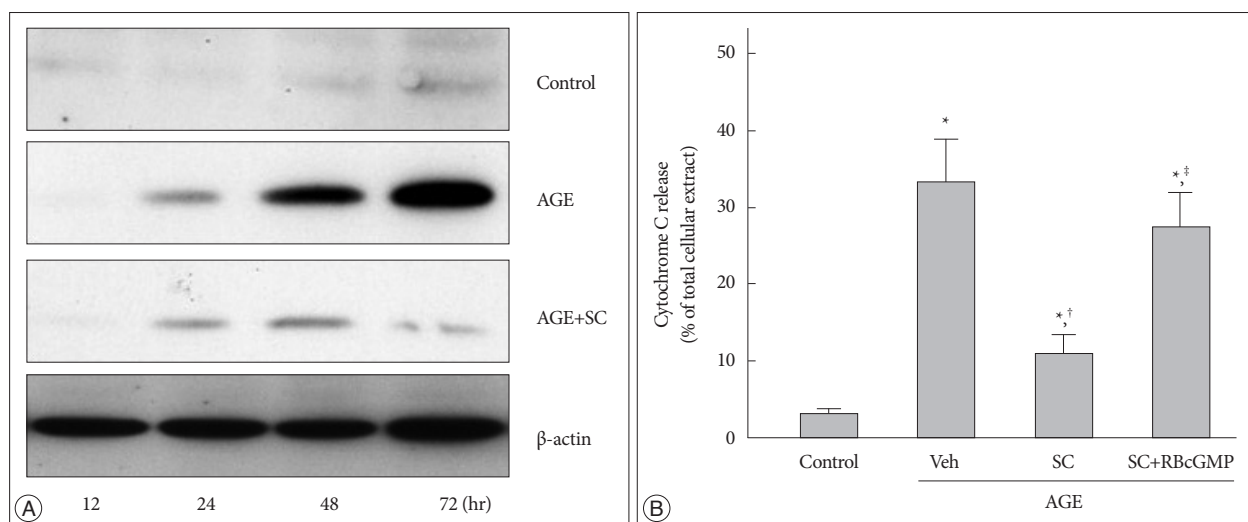 Control
AGE
AGE+SC
β-actin
12 24 48 72 (hr)
A
Cytochrome C release
(% of total cellular extract)
50
40
30
20
10
0
*
*,†
*,‡
Control Veh SC SC+RBcGMP
AGE
B